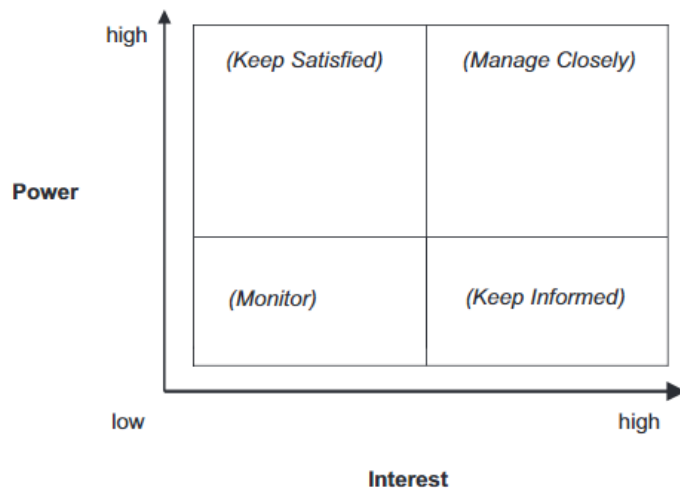 high
(Keep Satisfied)
(Manage Closely)
Power
(Monitor)
(Keep Informed)
low
high
Interest